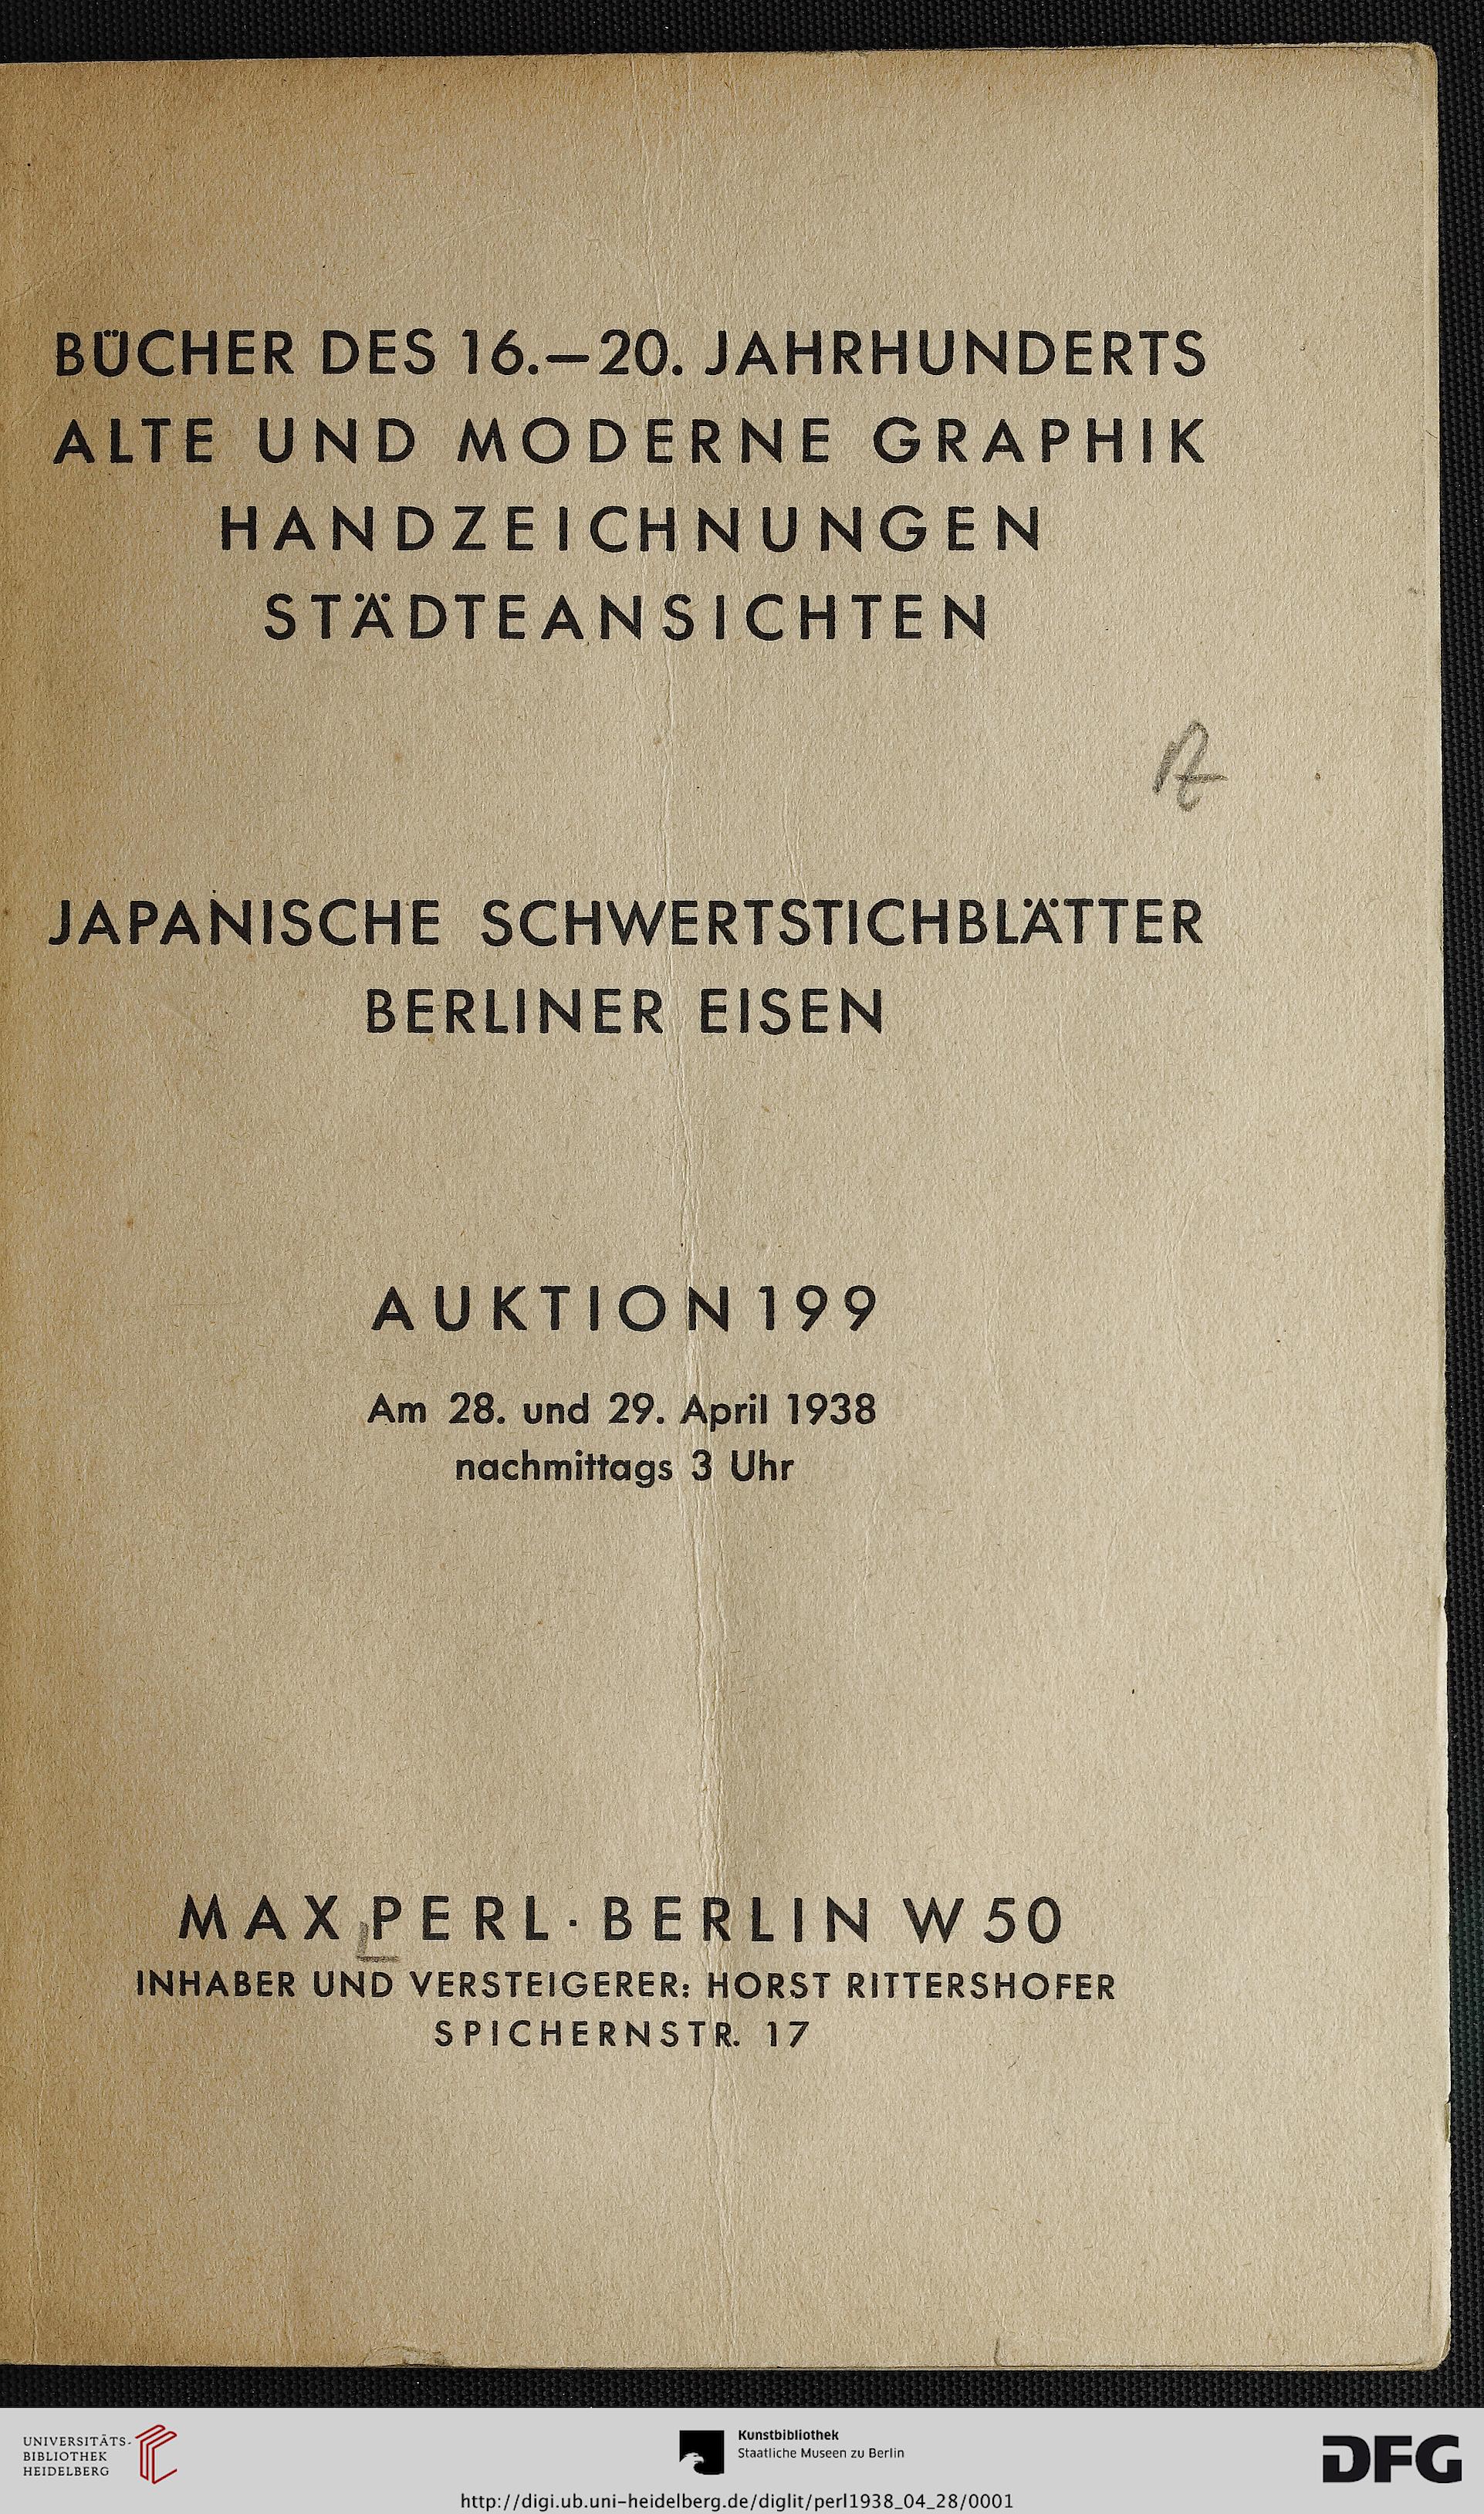 BÜCHER DES 16.—20. JAHRHUNDERTS
ALTE UND MODERNE GRAPHIK
HANDZEICHNUNGEN
STÄDTEANSICHTEN
JAPANISCHE SCHWERTSTICHBLÄTTER
BERLINER EISEN
AUKTION 199
Am 28. und 29. April 1938
nachmittags 3 Uhr
MAX PERL · BERLIN W 50
INHABER UND VERSTEIGERER: HORST RITTERSHOFER
SPICHERNSTR. 17
UNIVERSITÄTS-
BIBLIOTHEK
HEIDELBERG
Kunstbibliothek
Staatliche Museen zu Berlin
DFG
http://digi.ub.uni-heidelberg.de/diglit/perl1938_04_28/0001